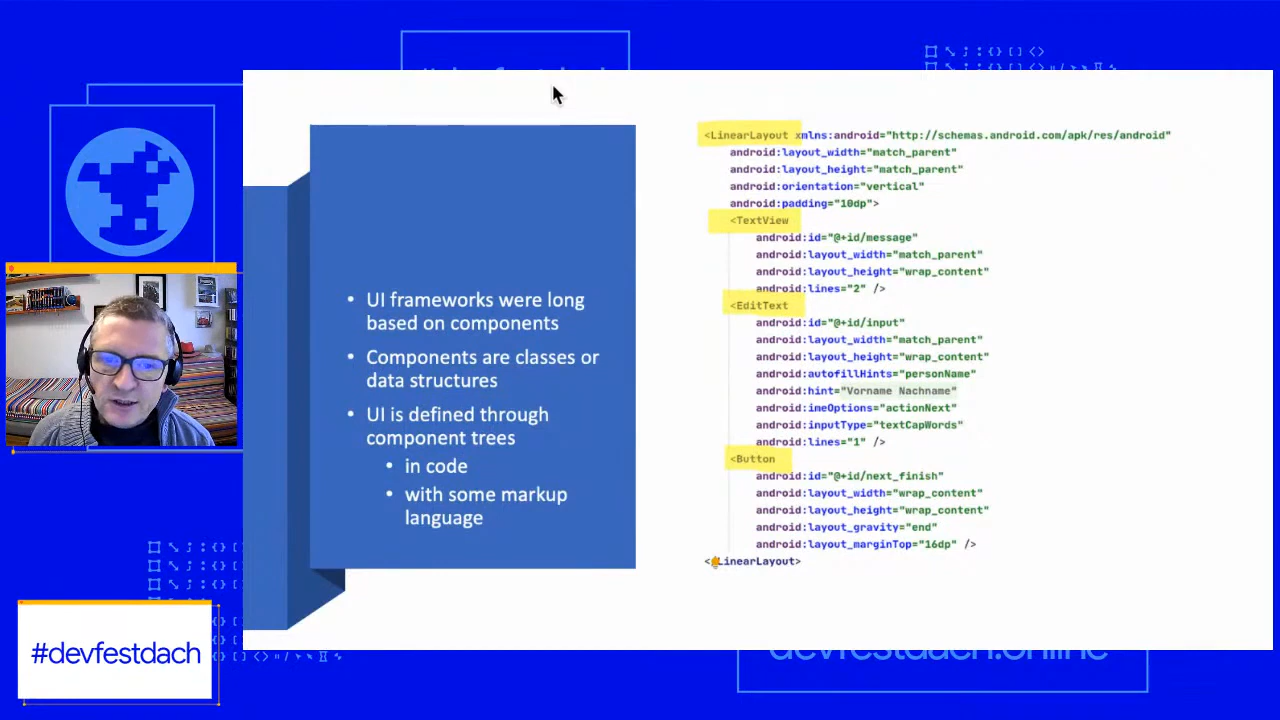 • UI frameworks were long
based on components
• Components are classes or
data structures
• UI is defined through
component trees
• in code
• with some markup
language
<LinearLayout xmlns:android="http://schemas.android.com/apk/res/android"
android:layout_width="match_parent"
android:layout_height="match_parent"
android:orientation="vertical"
android:padding="10dp">
<TextView
android:id="@+id/message"
android:layout_width="match_parent"
android:layout_height="wrap_content"
android:lines="2" />
<EditText
android:id="@+id/input"
android:layout_width="match_parent"
android:layout_height="wrap_content"
android:autofillHints="personName"
android:hint="Vorname Nachname"
android:imeOptions="actionNext"
android:inputType="textCapWords"
android:lines="1" />
<Button
android:id="@+id/next_finish"
android:layout_width="wrap_content"
android:layout_height="wrap_content"
android:layout_gravity="end"
android:layout_marginTop="16dp" />
<LinearLayout>
#devfestdach
devfestdach.online